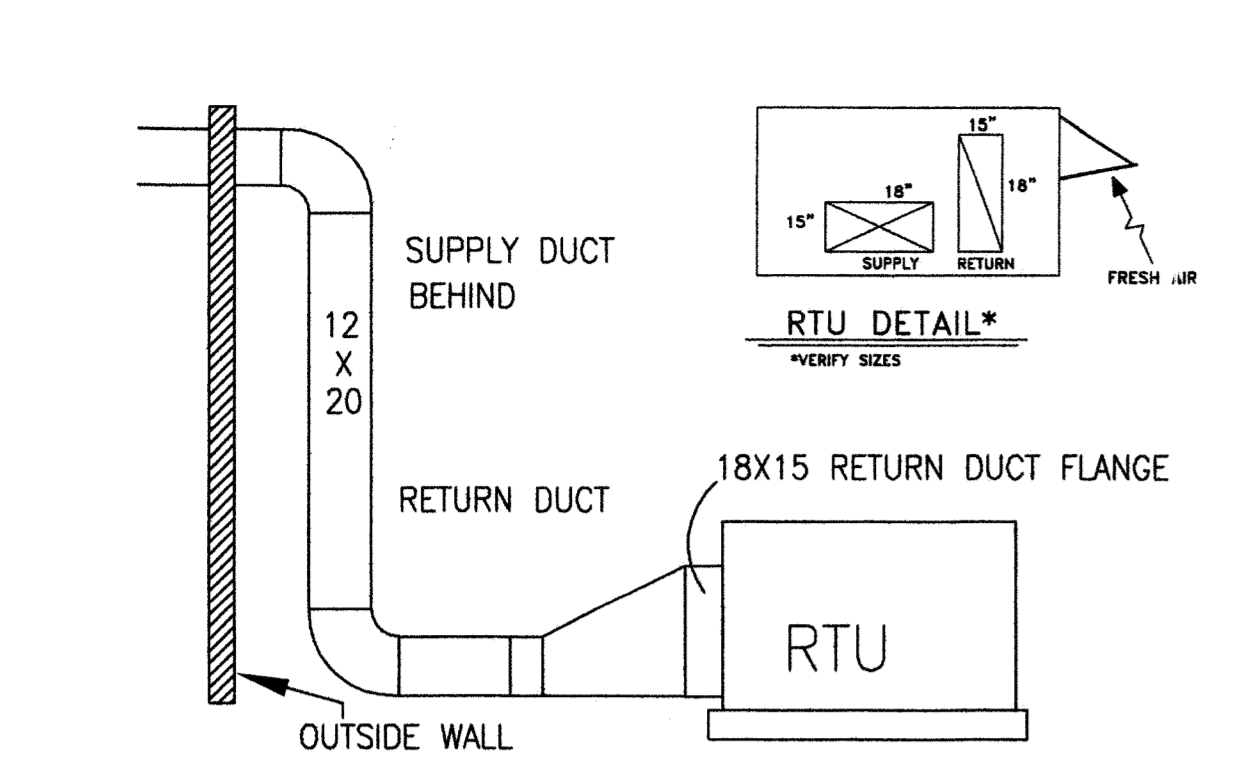 15"
18"
18"
15"
SUPPLY
RETURN
FRESH AIR
RTU DETAIL*
*VERIFY SIZES
SUPPLY DUCT
BEHIND
12
X
20
18X15 RETURN DUCT FLANGE
RETURN DUCT
RTU
OUTSIDE WALL